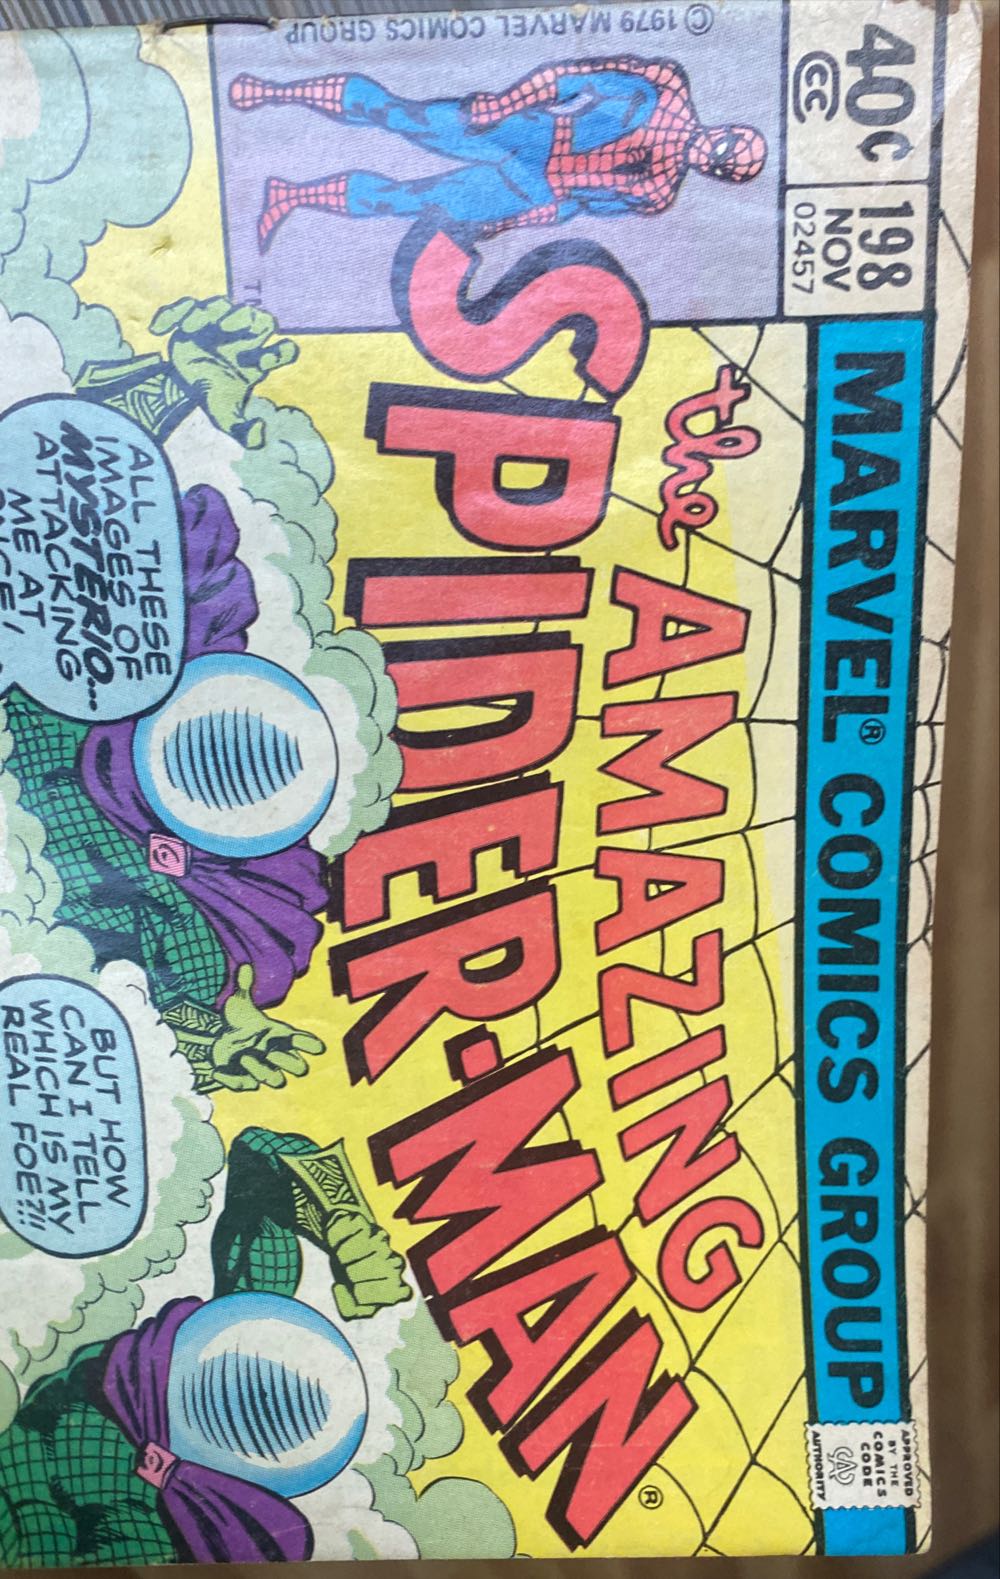 MARVEL® COMICS GROUP
40¢
CC
198
NOV
02457
APPROVED
BY THE
COMICS
CODE
CA
AUTHORITY
© 1979 MARVEL COMICS GROUP
the
AMAZING
SPIDER-MAN®
ALL THESE
IMAGES OF
MYSTERIO...
ATTACKING
ME AT
BUT HOW
CAN I TELL
WHICH IS MY
REAL FOE?!!